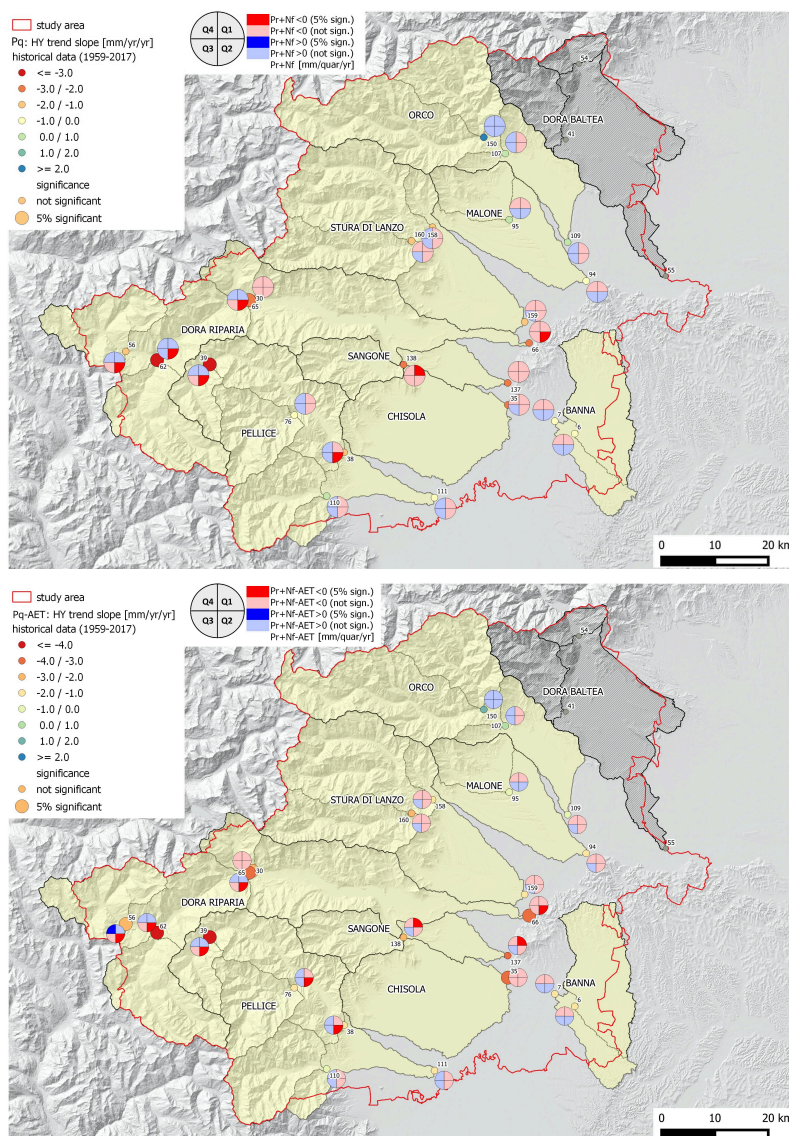 study area
Pq: HY trend slope [mm/yr/yr]
historical data (1959-2017)
<= -3.0
-3.0 / -2.0
-2.0 / -1.0
-1.0 / 0.0
0.0 / 1.0
1.0 / 2.0
>= 2.0
significance
not significant
5% significant
Q4 Q1
Q3 Q2
Pr+Nf<0 (5% sign.)
Pr+Nf<0 (not sign.)
Pr+Nf>0 (5% sign.)
Pr+Nf>0 (not sign.)
Pr+Nf [mm/quar/yr]
54
ORCO
DORA BALTEA
41
150
107
MALONE
95
STURA DI LANZO
160
158
109
94
55
30
65
159
DORA RIPARIA
66
56
62
39
SANGONE
138
137
35
CHISOLA
BANNA
7
6
76
PELLICE
38
111
110
0 10 20 km
study area
Pq-AET: HY trend slope [mm/yr/yr]
historical data (1959-2017)
<= -4.0
-4.0 / -3.0
-3.0 / -2.0
-2.0 / -1.0
-1.0 / 0.0
0.0 / 1.0
1.0 / 2.0
>= 2.0
significance
not significant
5% significant
Q4 Q1
Q3 Q2
Pr+Nf-AET<0 (5% sign.)
Pr+Nf-AET<0 (not sign.)
Pr+Nf-AET>0 (5% sign.)
Pr+Nf-AET>0 (not sign.)
Pr+Nf-AET [mm/quar/yr]
54
ORCO
DORA BALTEA
41
150
107
MALONE
95
STURA DI LANZO
158
160
109
94
55
65
30
159
DORA RIPARIA
66
56
62
39
SANGONE
138
137
35
CHISOLA
BANNA
7
6
76
PELLICE
38
111
110
0 10 20 km